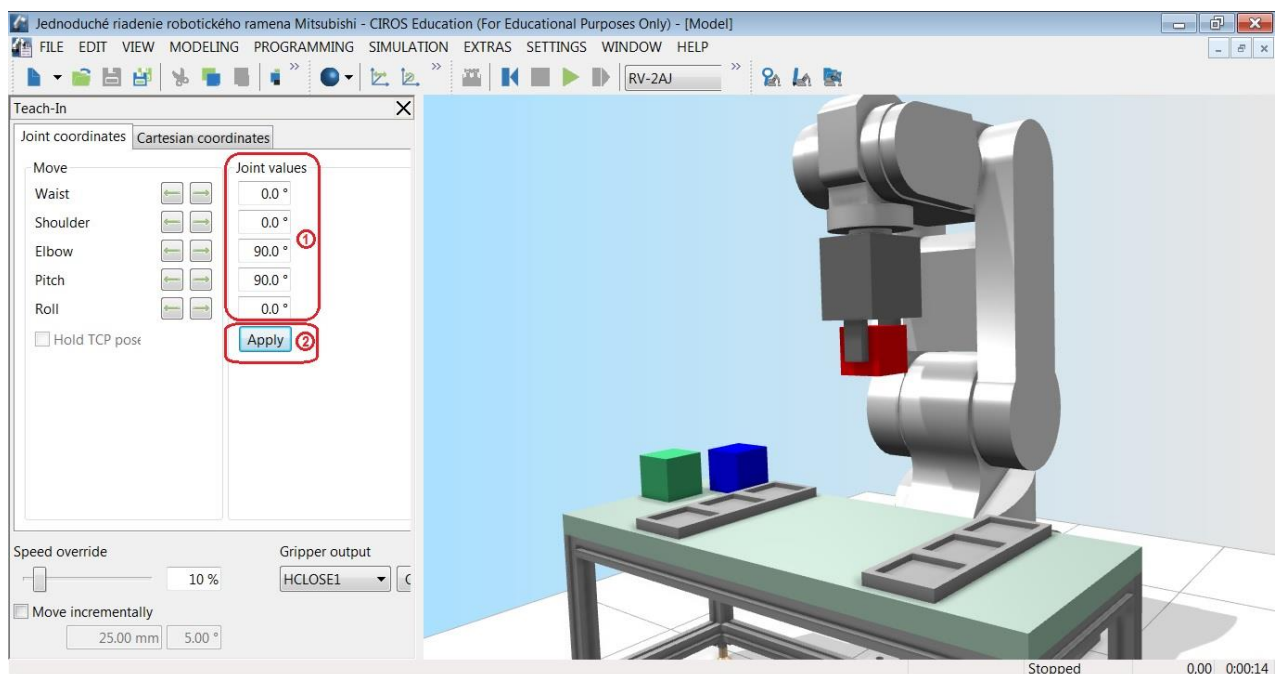 Jednoduché riadenie robotického ramena Mitsubishi - CIROS Education (For Educational Purposes Only) - [Model]
FILE EDIT VIEW MODELING PROGRAMMING SIMULATION EXTRAS SETTINGS WINDOW HELP
RV-2AJ
Teach-In
Joint coordinates Cartesian coordinates
Move Joint values
Waist 0.0 °
Shoulder 0.0 °
Elbow 90.0 ° 1
Pitch 90.0 °
Roll 0.0 °
Hold TCP pose Apply 2
Speed override Gripper output
10 % HCLOSE1
Move incrementally
25.00 mm 5.00 °
Stopped 0.00 0:00:14